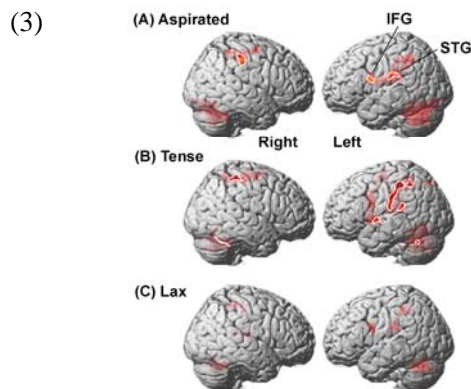 (3)
(A) Aspirated
IFG
STG
Right Left
(B) Tense
(C) Lax